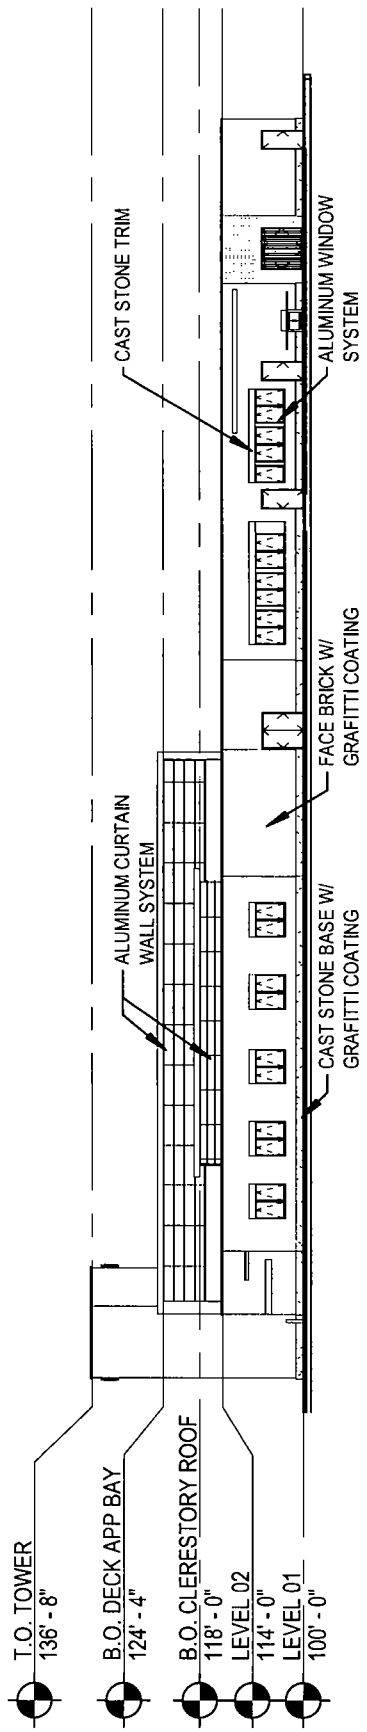 T.O. TOWER
136' - 8"
B.O. DECK APP BAY
124' - 4"
B.O. CLERESTORY ROOF
118' - 0"
LEVEL 02
114' - 0"
LEVEL 01
100' - 0"
ALUMINUM CURTAIN
WALL SYSTEM
CAST STONE TRIM
CAST STONE BASE W/
GRAFITTI COATING
FACE BRICK W/
GRAFITTI COATING
ALUMINUM WINDOW
SYSTEM